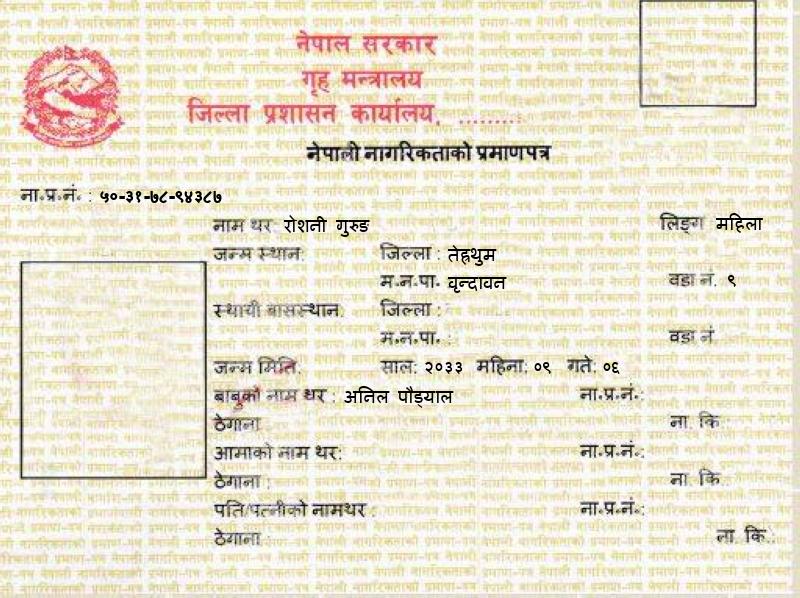 नेपाल सरकार
गृह मन्त्रालय
जिल्ला प्रशासन कार्यालय, ........
नेपाली नागरिकताको प्रमाणपत्र
ना.प्र.नं. : ५०-३१-७८-९४३८७
नाम थर: रोशनी गुरुङ लिङ्ग महिला
जन्म स्थान: जिल्ला : तेह्रथुम
म.न.पा. वृन्दावन वडा नं. ९
स्थायी बासस्थान: जिल्ला :
म.न.पा. : वडा नं.
जन्म मिति: साल: २०३३ महिना: ०९ गते: ०६
बाबुको नाम थर : अनिल पौड्याल ना.प्र.नं.:
ठेगाना : ना. कि.:
आमाको नाम थर: ना.प्र.नं.:
ठेगाना : ना. कि.
पति/पत्नीको नामथर : ना.प्र.नं.:
ठेगाना : ना. कि.: